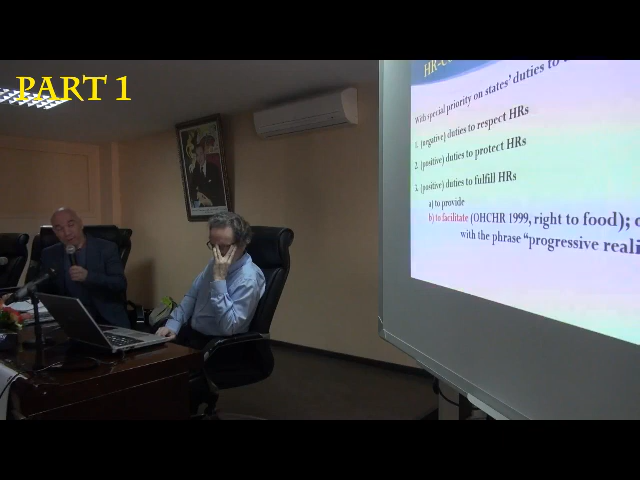 PART 1
With special priority on states' duties to
1. (negative) duties to respect HRs
2. (positive) duties to protect HRs
3. (positive) duties to fulfill HRs
a) to provide
b) to facilitate (OHCHR 1999, right to food);
with the phrase "progressive reali